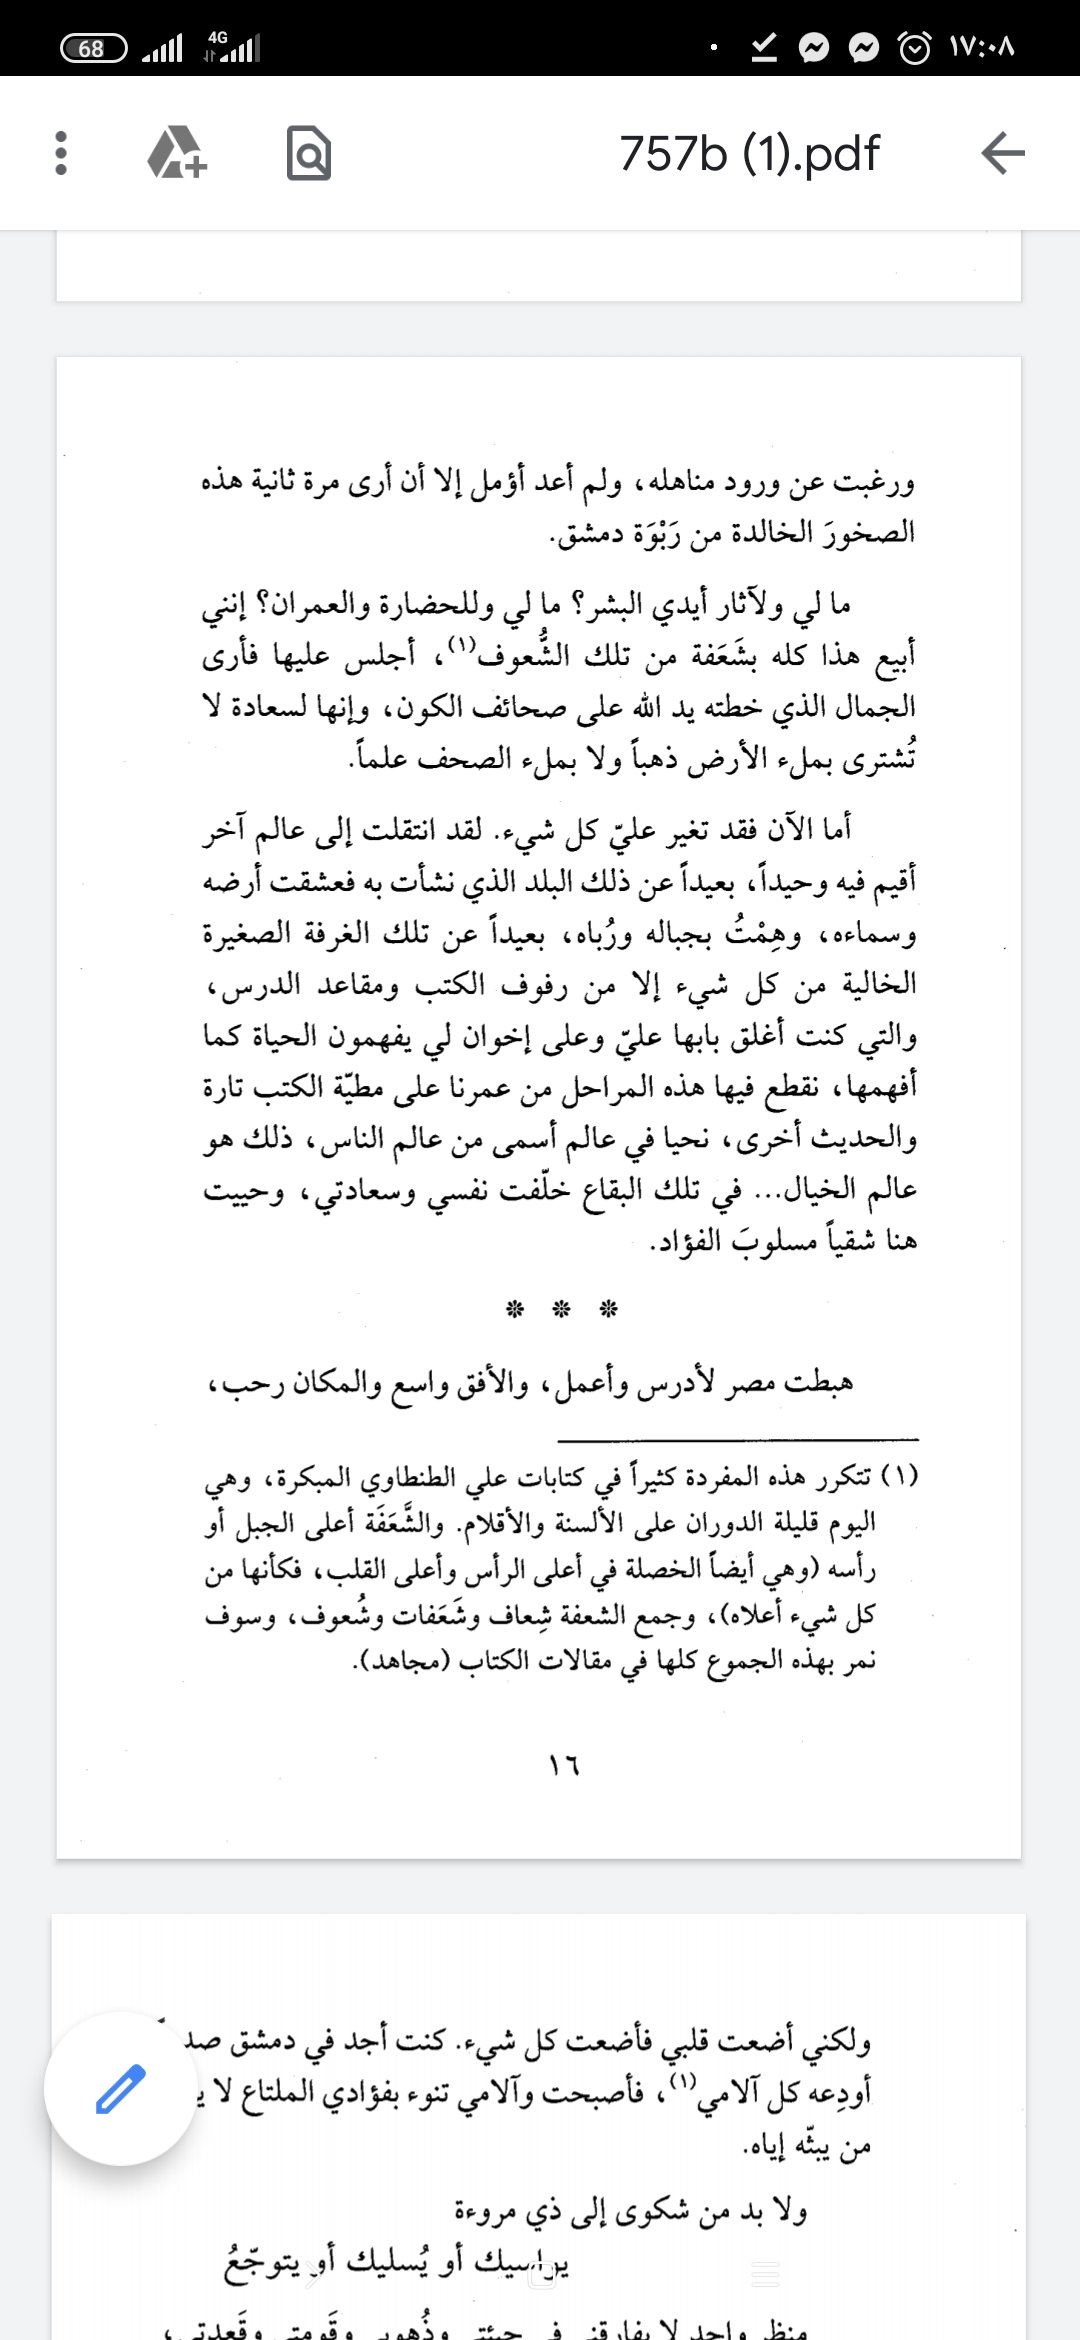 68 4G ١٧:٠٨
757b (1).pdf
ورغبت عن ورود مناهله، ولم أعد أؤمل إلا أن أرى مرة ثانية هذه
الصخورَ الخالدة من رَبْوَة دمشق.
ما لي ولآثار أيدي البشر؟ ما لي وللحضارة والعمران؟ إنني
أبيع هذا كله بشَعَفة من تلك الشُّعوف(١)، أجلس عليها فأرى
الجمال الذي خطته يد الله على صحائف الكون، وإنها لسعادة لا
تُشترى بملء الأرض ذهباً ولا بملء الصحف علماً.
أما الآن فقد تغير عليّ كل شيء. لقد انتقلت إلى عالم آخر
أقيم فيه وحيداً، بعيداً عن ذلك البلد الذي نشأت به فعشقت أرضه
وسماءه، وهِمْتُ بجباله ورُباه، بعيداً عن تلك الغرفة الصغيرة
الخالية من كل شيء إلا من رفوف الكتب ومقاعد الدرس،
والتي كنت أغلق بابها عليّ وعلى إخوان لي يفهمون الحياة كما
أفهمها، نقطع فيها هذه المراحل من عمرنا على مطيّة الكتب تارة
والحديث أخرى، نحيا في عالم أسمى من عالم الناس، ذلك هو
عالم الخيال... في تلك البقاع خلّفت نفسي وسعادتي، وحييت
هنا شقياً مسلوبَ الفؤاد.
* * *
هبطت مصر لأدرس وأعمل، والأفق واسع والمكان رحب،
(١) تتكرر هذه المفردة كثيراً في كتابات علي الطنطاوي المبكرة، وهي
اليوم قليلة الدوران على الألسنة والأقلام. والشَّعَفَة أعلى الجبل أو
رأسه (وهي أيضاً الخصلة في أعلى الرأس وأعلى القلب، فكأنها من
كل شيء أعلاه)، وجمع الشعفة شِعاف وشَعَفات وشُعوف، وسوف
نمر بهذه الجموع كلها في مقالات الكتاب (مجاهد).
١٦
ولكني أضعت قلبي فأضعت كل شيء. كنت أجد في دمشق
أودِعه كل آلامي(١)، فأصبحت وآلامي تنوء بفؤادي الملتاع لا
من يبثّه إياه.
ولا بد من شكوى إلى ذي مروءة
يواسيك أو يُسليك أو يتوجّعُ
واحد لا يفارقني في جيئتي وذُهوبي وقَومتي وقَعدتي،